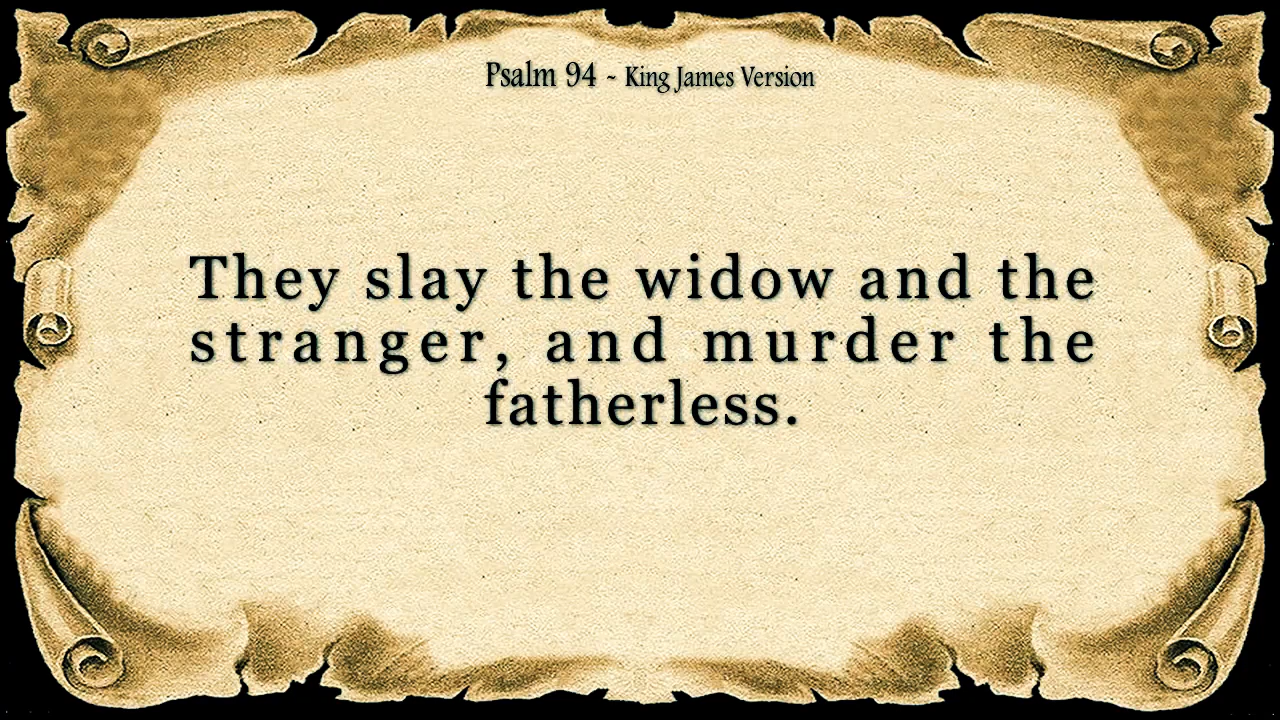 Psalm 94 ~ King James Version
They slay the widow and the
stranger, and murder the
fatherless.